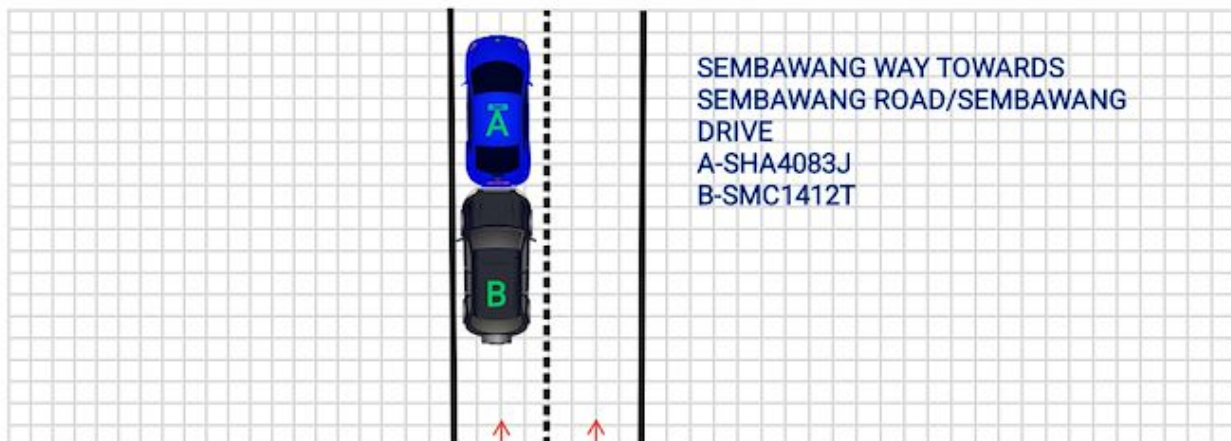 SEMBAWANG WAY TOWARDS
SEMBAWANG ROAD/SEMBAWANG
DRIVE
A-SHA4083J
B-SMC1412T
A
B